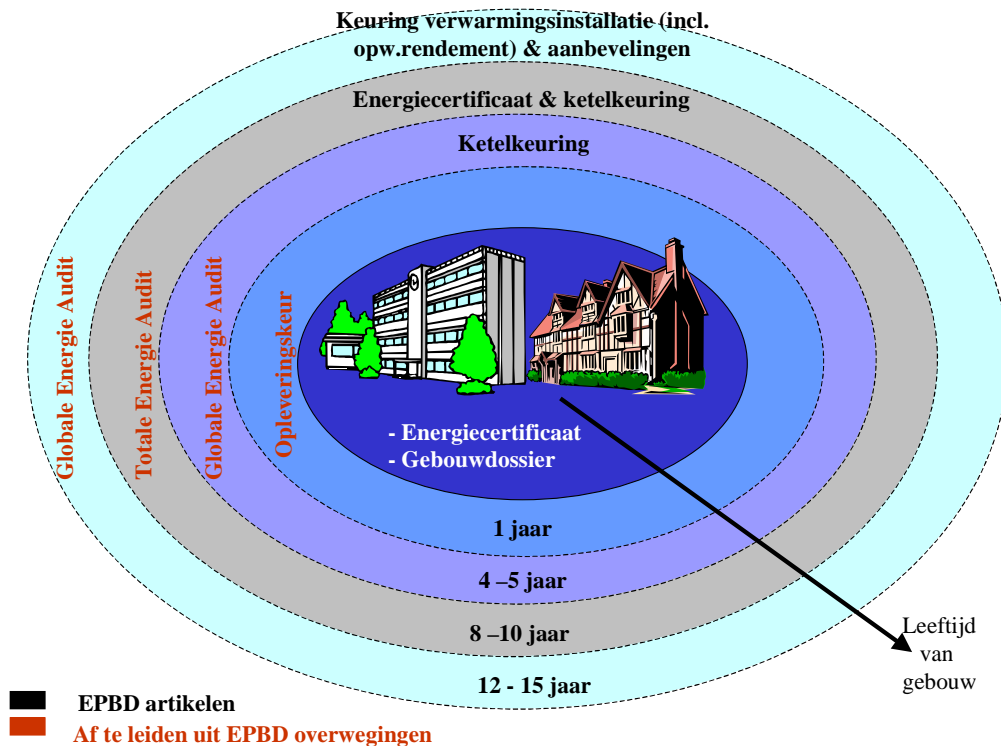 Keuring verwarmingsinstallatie (incl.
opw.rendement) & aanbevelingen
Energiecertificaat & ketelkeuring
Ketelkeuring
Globale Energie Audit
Totale Energie Audit
Globale Energie Audit
Opleveringskeur
- Energiecertificaat
- Gebouwdossier
1 jaar
4 –5 jaar
8 –10 jaar
12 - 15 jaar
Leeftijd
van
gebouw
EPBD artikelen
Af te leiden uit EPBD overwegingen